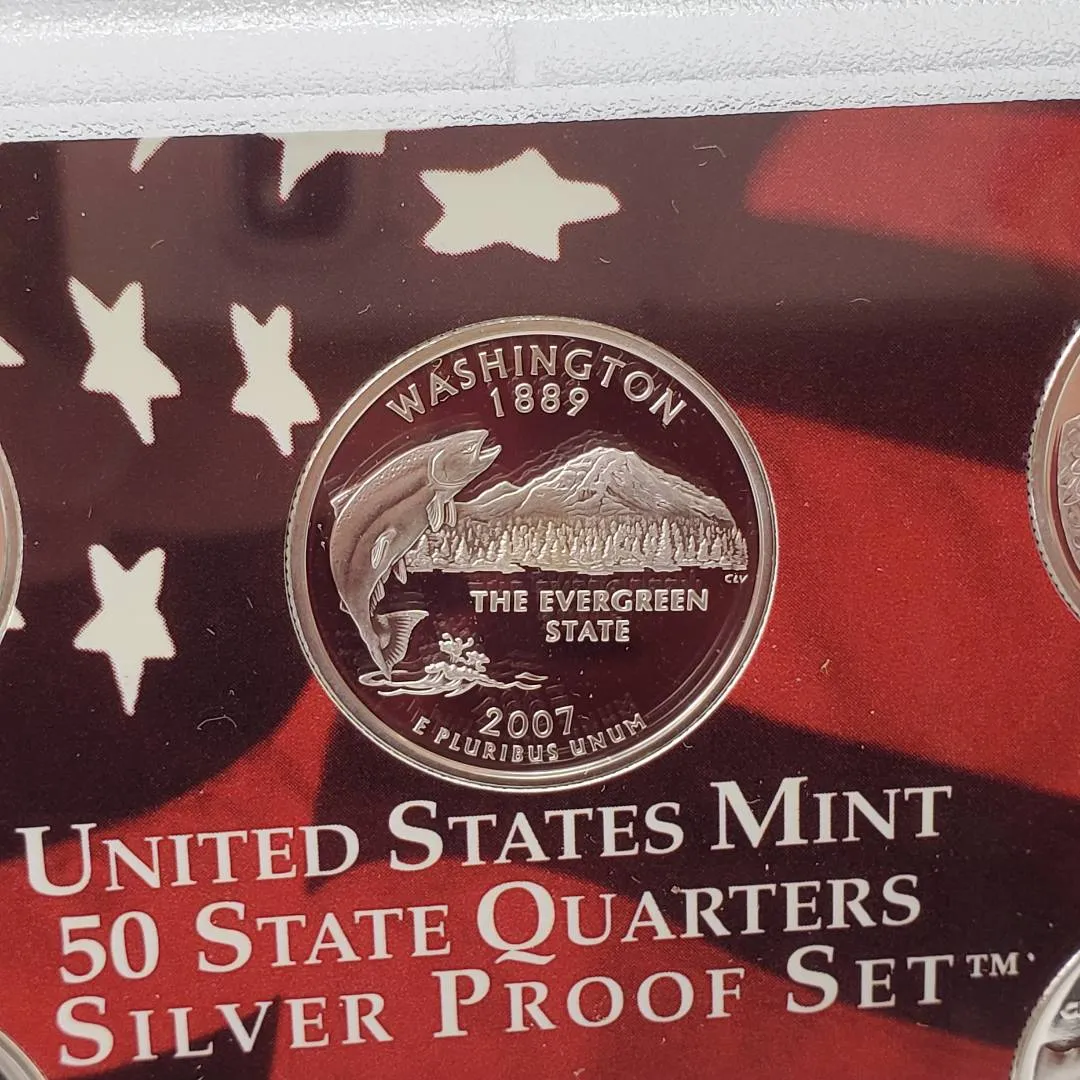 WASHINGTON
1889
CLV
THE EVERGREEN
STATE
2007
E PLURIBUS UNUM
UNITED STATES MINT
50 STATE QUARTERS
SILVER PROOF SET™